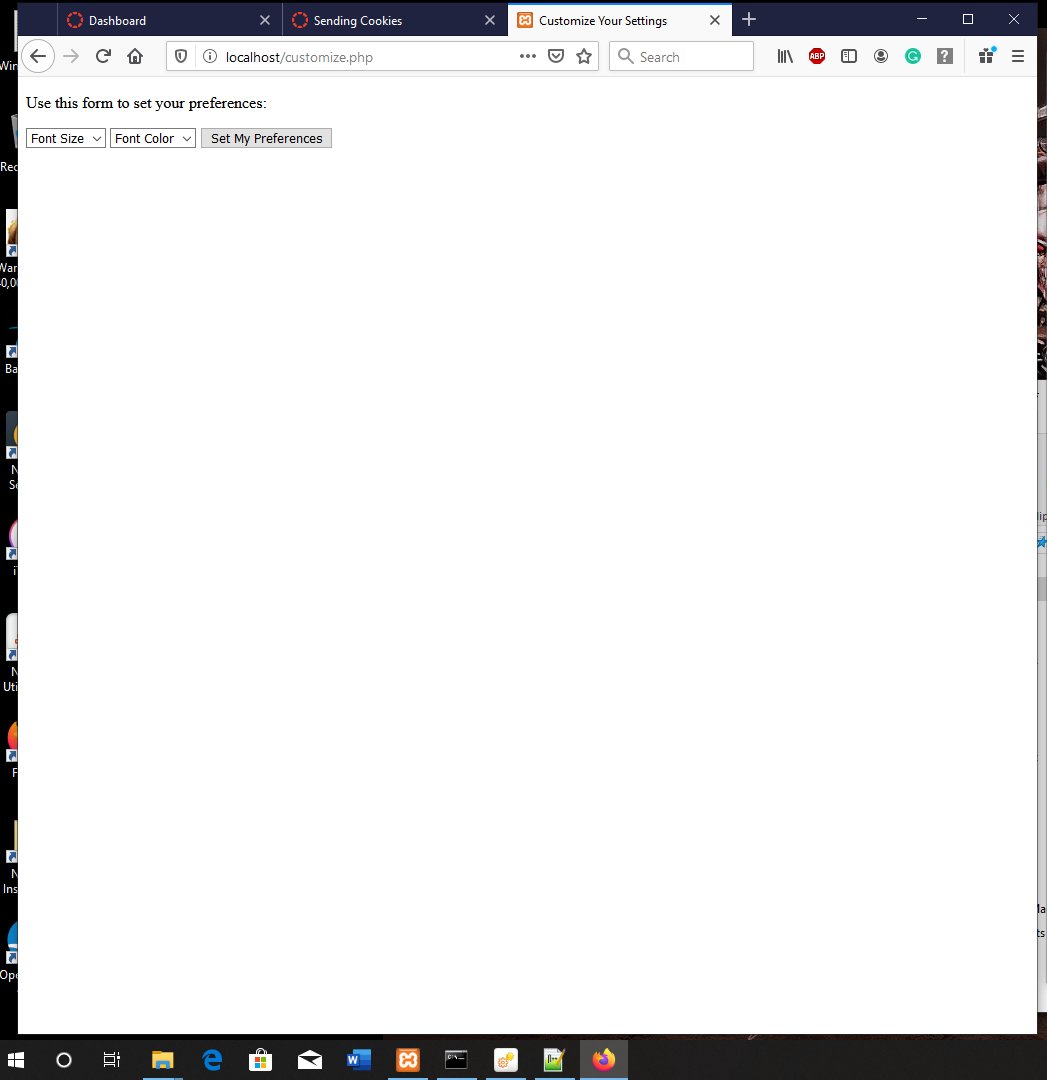 Dashboard
Sending Cookies
Customize Your Settings
localhost/customize.php
Search
ABP
Use this form to set your preferences:
Font Size
Font Color
Set My Preferences